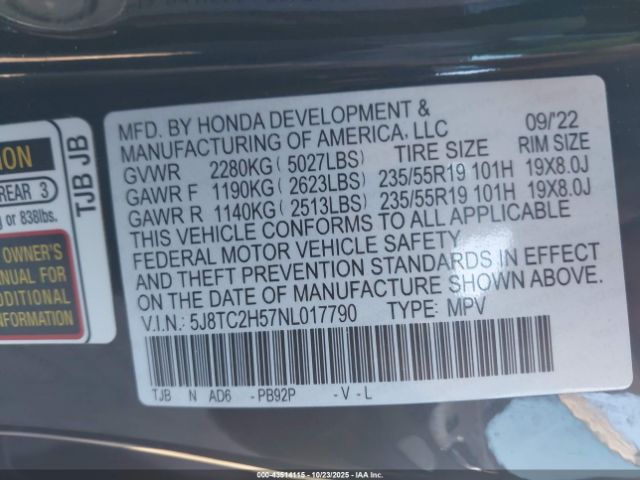 MFD. BY HONDA DEVELOPMENT &
MANUFACTURING OF AMERICA, LLC 09/'22
GVWR 2280KG ( 5027LBS) TIRE SIZE RIM SIZE
GAWR F 1190KG ( 2623LBS) 235/55R19 101H 19X8.0J
GAWR R 1140KG ( 2513LBS) 235/55R19 101H 19X8.0J
THIS VEHICLE CONFORMS TO ALL APPLICABLE
FEDERAL MOTOR VEHICLE SAFETY
AND THEFT PREVENTION STANDARDS IN EFFECT
ON THE DATE OF MANUFACTURE SHOWN ABOVE.
V.I.N.: 5J8TC2H57NL017790 TYPE: MPV
TJB N AD6 -PB92P -V-L
ION
REAR 3
g or 838lbs.
OWNER'S
MANUAL FOR
ADDITIONAL
INFORMATION
TJB JB
000-43514115 - 10/23/2025 - IAA Inc.